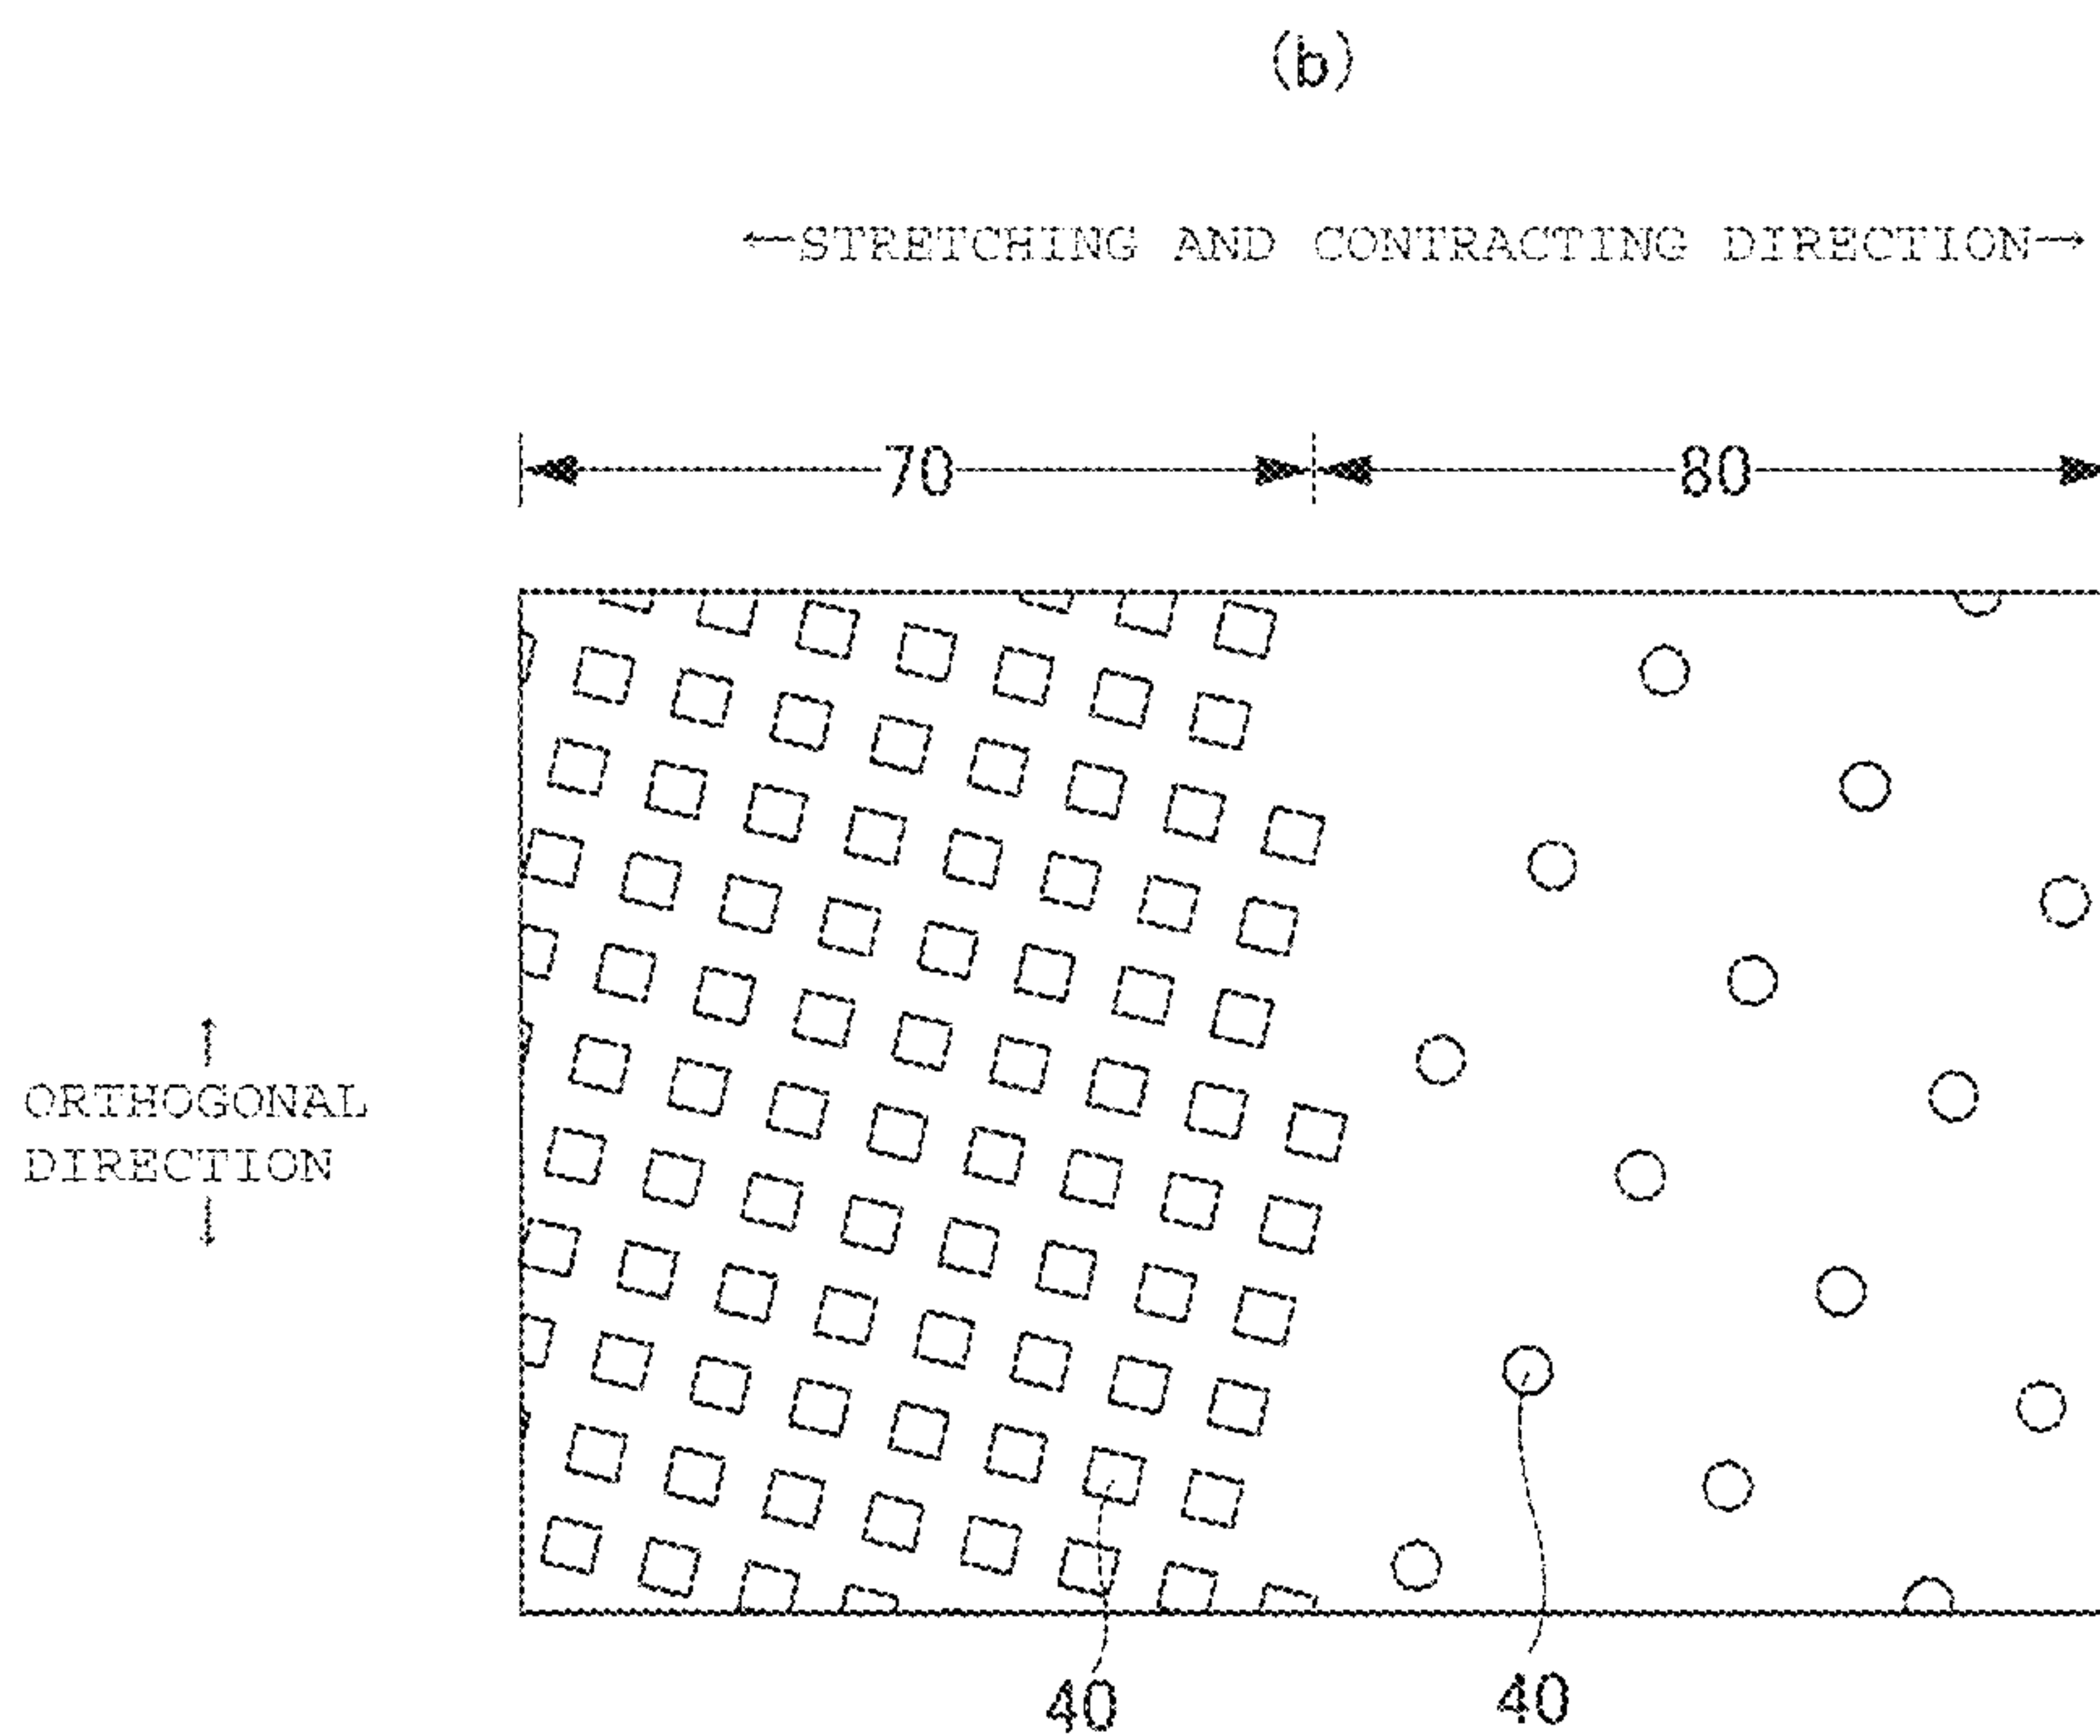 (b)
←STRETCHING AND CONTRACTING DIRECTION→
70 80
↑
ORTHOGONAL
DIRECTION
↓
40 40